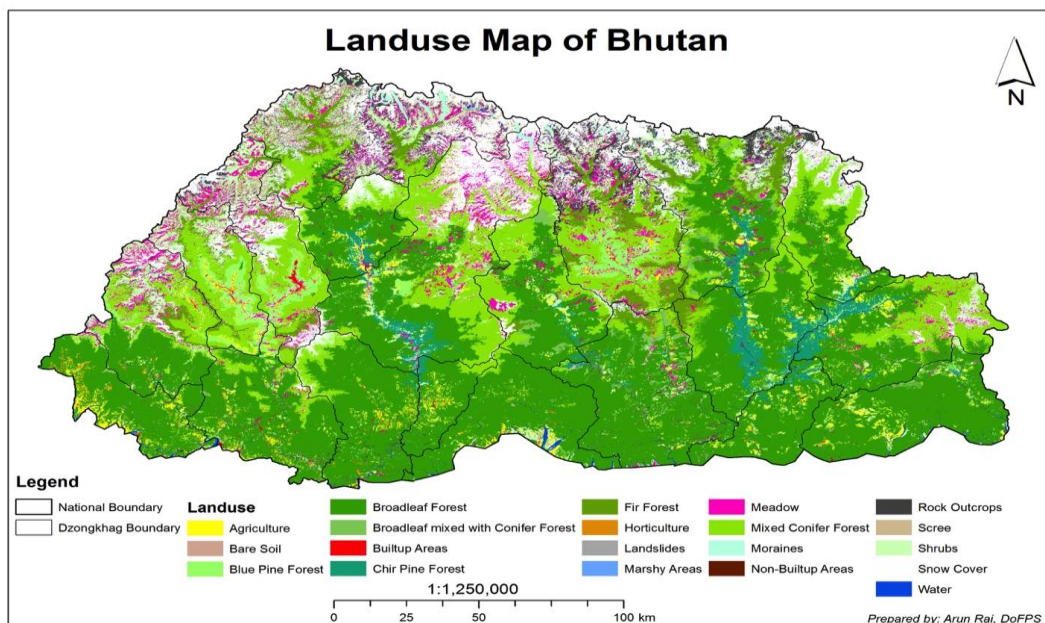 Landuse Map of Bhutan
N
Legend
National Boundary
Dzongkhag Boundary
Landuse
Agriculture
Bare Soil
Blue Pine Forest
Broadleaf Forest
Broadleaf mixed with Conifer Forest
Builtup Areas
Chir Pine Forest
Fir Forest
Horticulture
Landslides
Marshy Areas
Meadow
Mixed Conifer Forest
Moraines
Non-Builtup Areas
Rock Outcrops
Scree
Shrubs
Snow Cover
Water
1:1,250,000
0 25 50 100 km
Prepared by: Arun Rai, DoFPS